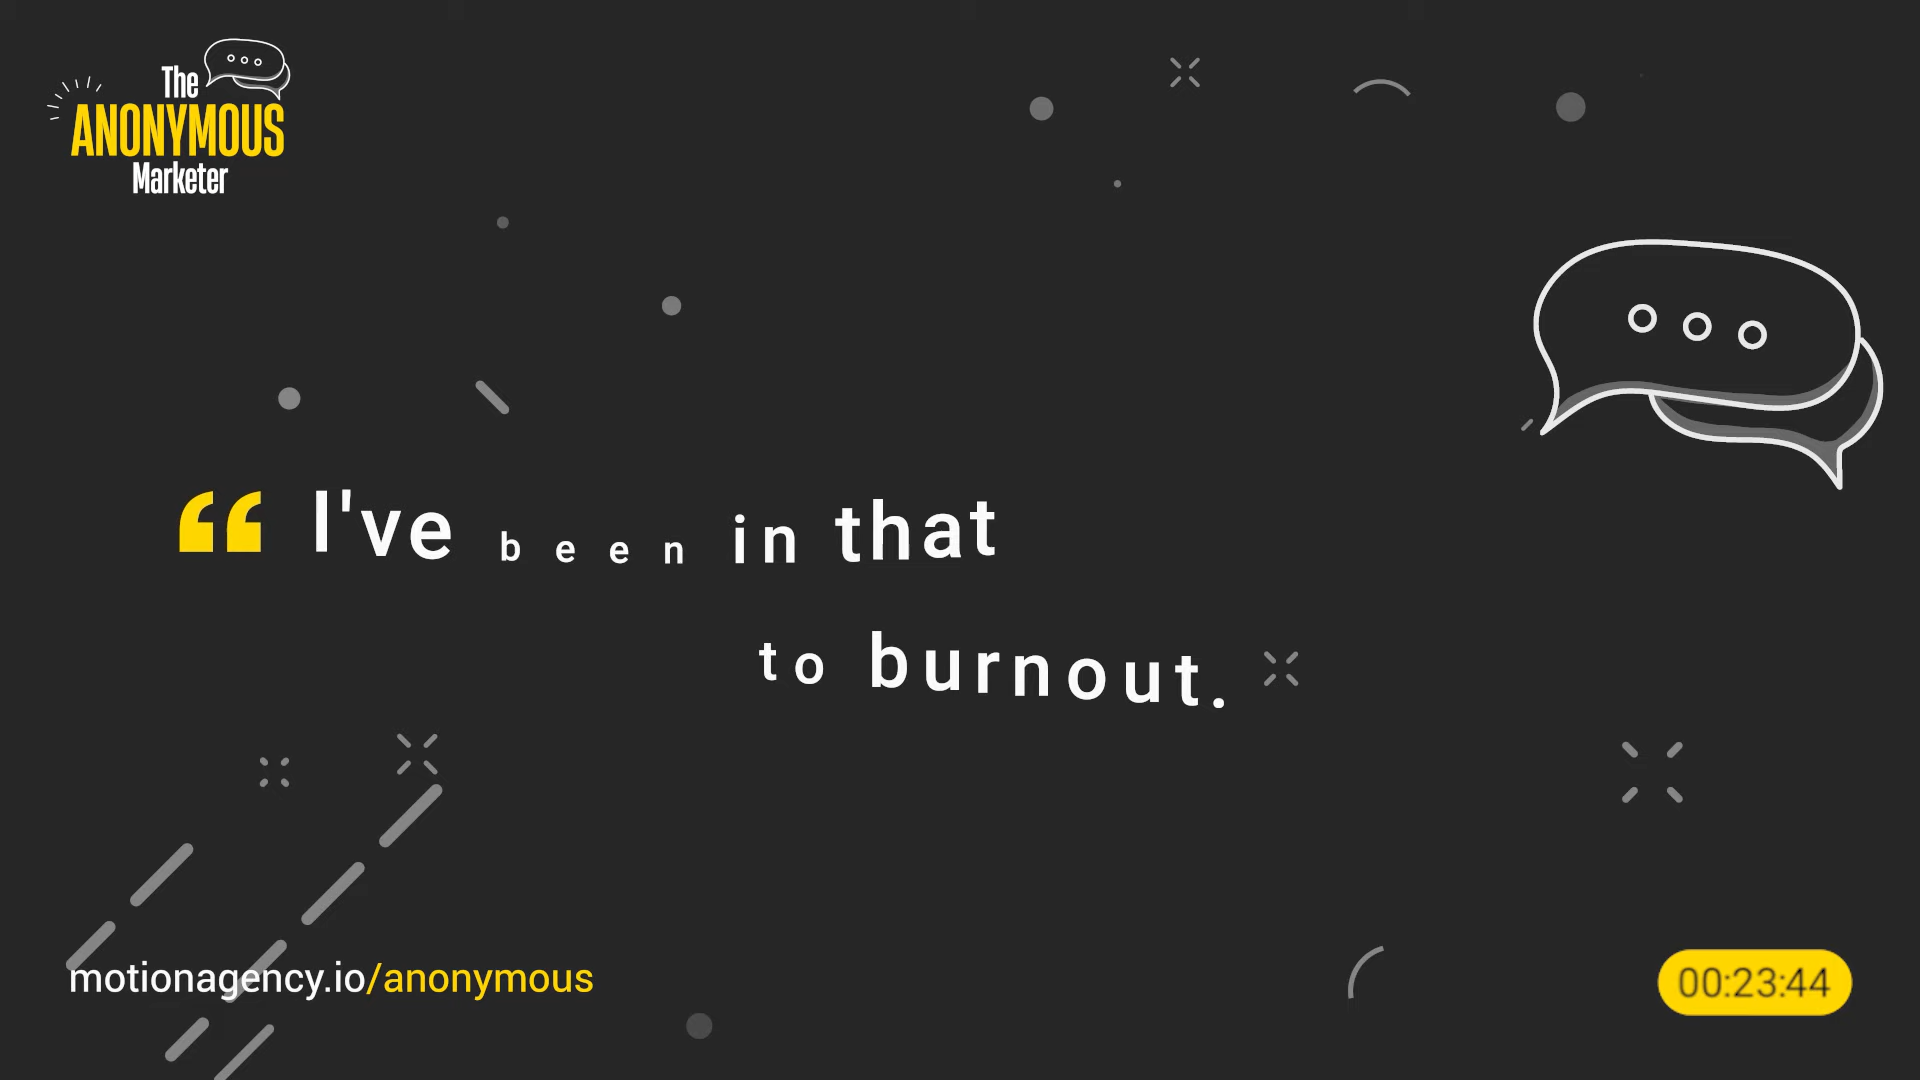 The
ANONYMOUS
Marketer
“ I've been in that
to burnout.
motionagency.io/anonymous
00:23:44